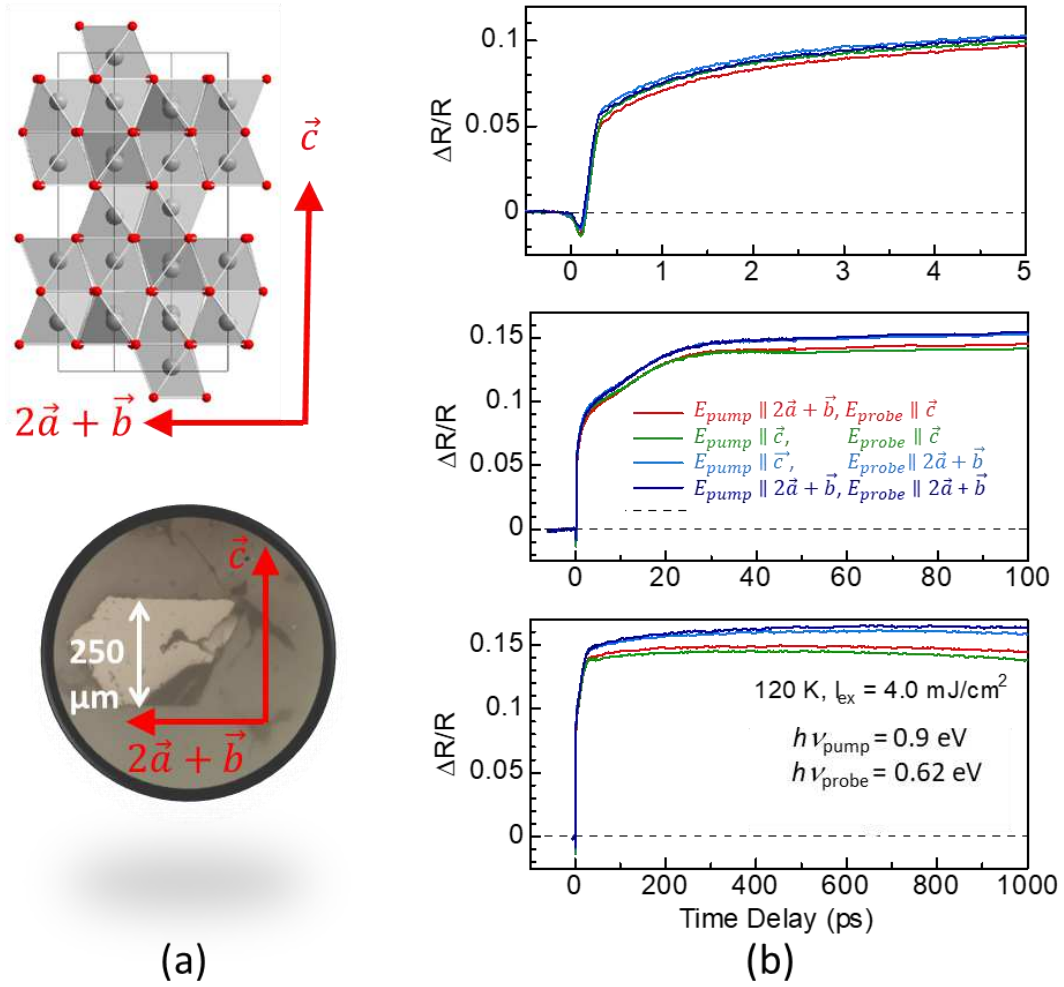 c⃗
2a⃗ + b⃗
250
μm
c⃗
2a⃗ + b⃗
(a)
ΔR/R
0.1
0.05
0
0 1 2 3 4 5
ΔR/R
0.15
0.1
0.05
0
E_pump ∥ 2a⃗ + b⃗, E_probe ∥ c⃗
E_pump ∥ c⃗, E_probe ∥ c⃗
E_pump ∥ c⃗, E_probe ∥ 2a⃗ + b⃗
E_pump ∥ 2a⃗ + b⃗, E_probe ∥ 2a⃗ + b⃗
0 20 40 60 80 100
ΔR/R
0.15
0.1
0.05
0
120 K, I_ex = 4.0 mJ/cm²
hν_pump = 0.9 eV
hν_probe = 0.62 eV
0 200 400 600 800 1000
Time Delay (ps)
(b)